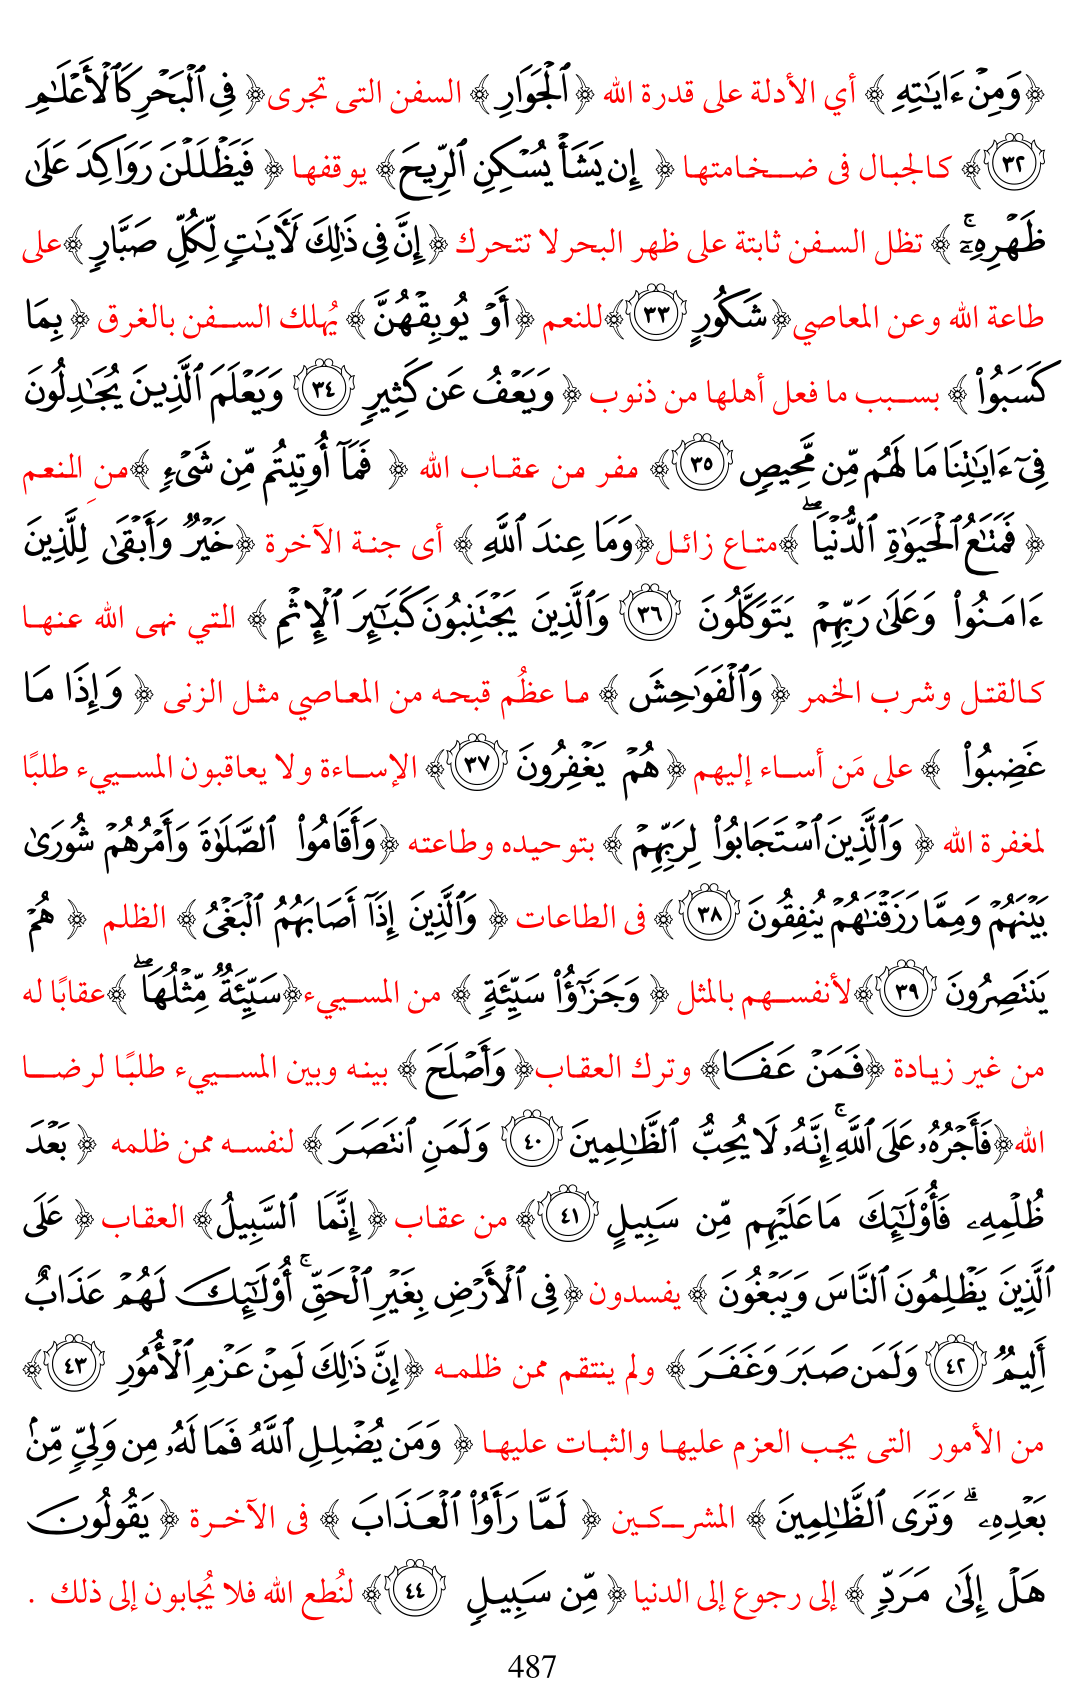 ﴿وَمِنْ ءَايَـٰتِهِ ﴾ أي الأدلة على قدرة الله ﴿ٱلْجَوَارِ﴾ السفن التى تجرى﴿ فِى ٱلْبَحْرِ كَٱلْأَعْلَـٰمِ
٣٢﴾ كالجبال فى ضخامتها ﴿ إِن يَشَأْ يُسْكِنِ ٱلرِّيحَ﴾ يوقفها ﴿ فَيَظْلَلْنَ رَوَاكِدَ عَلَىٰ
ظَهْرِهِۦٓ ۚ ﴾ تظل السفن ثابتة على ظهر البحر لا تتحرك ﴿إِنَّ فِى ذَٰلِكَ لَـَٔايَـٰتٍ لِّكُلِّ صَبَّارٍ ﴾على
طاعة الله وعن المعاصي﴿شَكُورٍ ٣٣﴾للنعم ﴿أَوْ يُوبِقْهُنَّ ﴾ يُهلك السفن بالغرق ﴿ بِمَا
كَسَبُوا۟ ﴾ بسبب ما فعل أهلها من ذنوب ﴿ وَيَعْفُ عَن كَثِيرٍ ٣٤ وَيَعْلَمَ ٱلَّذِينَ يُجَـٰدِلُونَ
فِىٓ ءَايَـٰتِنَا مَا لَهُم مِّن مَّحِيصٍ ٣٥﴾ مفر من عقاب الله ﴿ فَمَآ أُوتِيتُم مِّن شَىْءٍ ﴾من المنعم
﴿ فَمَتَـٰعُ ٱلْحَيَوٰةِ ٱلدُّنْيَا ۖ ﴾متاع زائل﴿وَمَا عِندَ ٱللَّهِ ﴾ أى جنة الآخرة ﴿خَيْرٌ وَأَبْقَىٰ لِلَّذِينَ
ءَامَنُوا۟ وَعَلَىٰ رَبِّهِمْ يَتَوَكَّلُونَ ٣٦ وَٱلَّذِينَ يَجْتَنِبُونَ كَبَـٰٓئِرَ ٱلْإِثْمِ ﴾ التي نهى الله عنها
كالقتل وشرب الخمر ﴿ وَٱلْفَوَٰحِشَ ﴾ ما عظُم قبحه من المعاصي مثل الزنى ﴿ وَإِذَا مَا
غَضِبُوا۟ ﴾ على مَن أساء إليهم ﴿هُمْ يَغْفِرُونَ ٣٧﴾ الإساءة ولا يعاقبون المسييء طلبًا
لمغفرة الله ﴿ وَٱلَّذِينَ ٱسْتَجَابُوا۟ لِرَبِّهِمْ ﴾ بتوحيده وطاعته ﴿وَأَقَامُوا۟ ٱلصَّلَوٰةَ وَأَمْرُهُمْ شُورَىٰ
بَيْنَهُمْ وَمِمَّا رَزَقْنَـٰهُمْ يُنفِقُونَ ٣٨﴾ فى الطاعات ﴿ وَٱلَّذِينَ إِذَآ أَصَابَهُمُ ٱلْبَغْىُ﴾ الظلم ﴿ هُمْ
يَنتَصِرُونَ ٣٩﴾لأنفسهم بالمثل ﴿ وَجَزَٰٓؤُا۟ سَيِّئَةٍ ﴾ من المسييء﴿سَيِّئَةٌ مِّثْلُهَا ۖ ﴾عقابًا له
من غير زيادة ﴿فَمَنْ عَفَا﴾ وترك العقاب﴿ وَأَصْلَحَ ﴾ بينه وبين المسييء طلبًا لرضا
الله﴿فَأَجْرُهُۥ عَلَى ٱللَّهِ ۚ إِنَّهُۥ لَا يُحِبُّ ٱلظَّـٰلِمِينَ ٤٠ وَلَمَنِ ٱنتَصَرَ ﴾ لنفسه ممن ظلمه ﴿ بَعْدَ
ظُلْمِهِۦ فَأُو۟لَـٰٓئِكَ مَا عَلَيْهِم مِّن سَبِيلٍ ٤١﴾ من عقاب ﴿ إِنَّمَا ٱلسَّبِيلُ﴾ العقاب ﴿ عَلَى
ٱلَّذِينَ يَظْلِمُونَ ٱلنَّاسَ وَيَبْغُونَ ﴾ يفسدون ﴿فِى ٱلْأَرْضِ بِغَيْرِ ٱلْحَقِّ ۚ أُو۟لَـٰٓئِكَ لَهُمْ عَذَابٌ
أَلِيمٌ ٤٢ وَلَمَن صَبَرَ وَغَفَرَ ﴾ ولم ينتقم ممن ظلمه ﴿إِنَّ ذَٰلِكَ لَمِنْ عَزْمِ ٱلْأُمُورِ ٤٣﴾
من الأمور التى يجب العزم عليها والثبات عليها ﴿ وَمَن يُضْلِلِ ٱللَّهُ فَمَا لَهُۥ مِن وَلِىٍّ مِّنۢ
بَعْدِهِۦ ۗ وَتَرَى ٱلظَّـٰلِمِينَ ﴾ المشركين ﴿ لَمَّا رَأَوُا۟ ٱلْعَذَابَ ﴾ فى الآخرة ﴿ يَقُولُونَ
هَلْ إِلَىٰ مَرَدٍّ ﴾ إلى رجوع إلى الدنيا ﴿ مِّن سَبِيلٍ ٤٤﴾ لنُطع الله فلا يُجابون إلى ذلك .
487